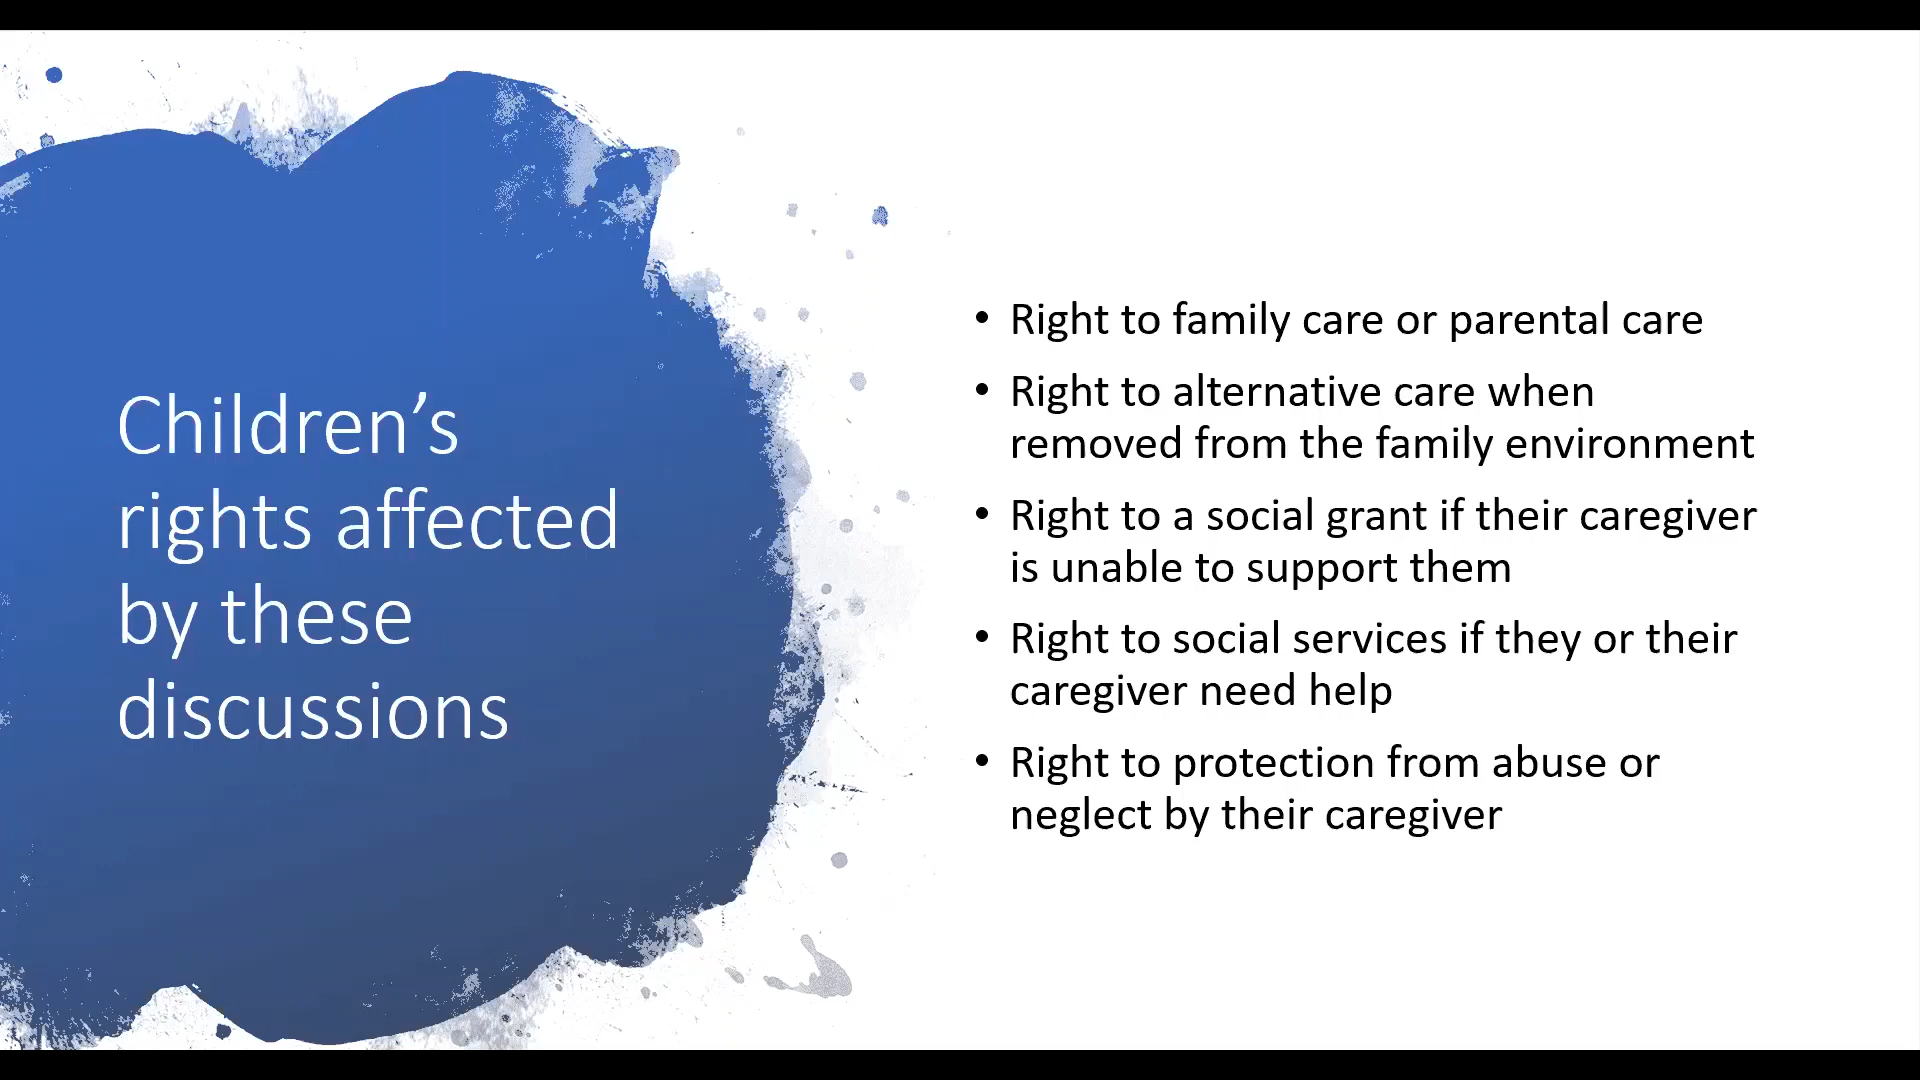 Children’s
rights affected
by these
discussions
• Right to family care or parental care
• Right to alternative care when
removed from the family environment
• Right to a social grant if their caregiver
is unable to support them
• Right to social services if they or their
caregiver need help
• Right to protection from abuse or
neglect by their caregiver